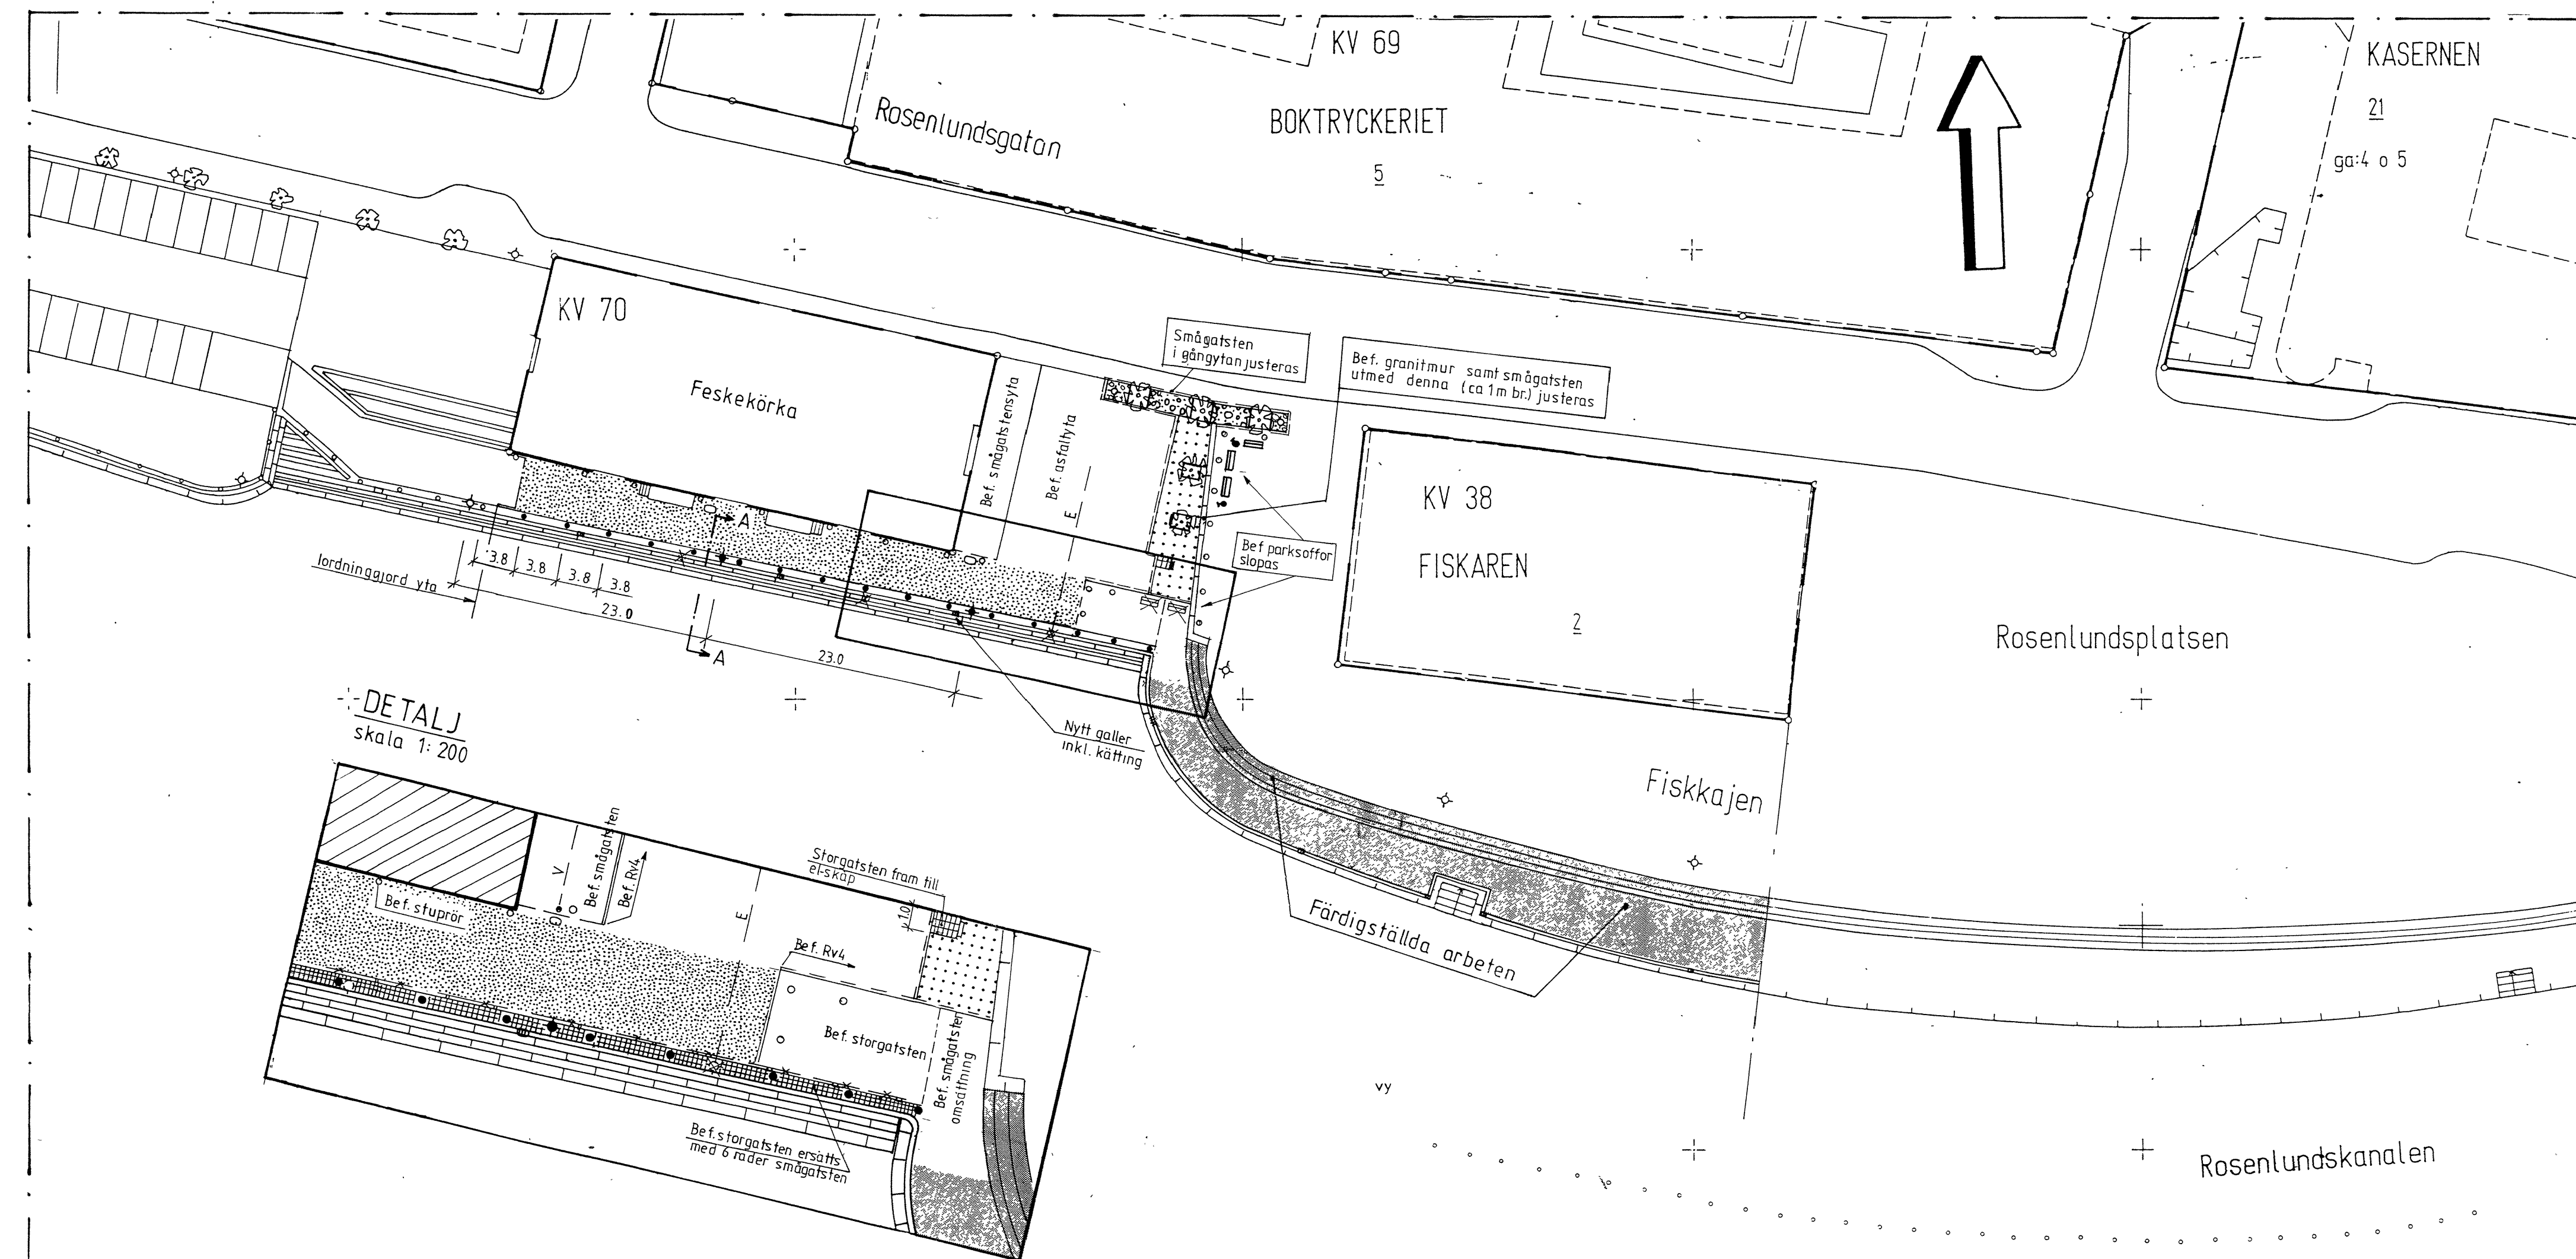 KV 69
KASERNEN
21
ga:4 o 5
Rosenlundsgatan
BOKTRYCKERIET
5
KV 70
Feskekörka
Smågatsten
i gångytan justeras
Bef. granitmur samt smågatsten
utmed denna (ca 1m br.) justeras
Bef. smågatstensyta
Bef. asfaltyta
E
KV 38
FISKAREN
2
Bef parksoffor
slopas
A
Iordninggjord yta
3.8
3.8
3.8
3.8
23.0
A
23.0
Rosenlundsplatsen
DETALJ
skala 1:200
Nytt galler
inkl. kätting
Fiskkajen
Färdigställda arbeten
Storgatsten fram till
el-skåp
V
Bef. smågatsten
Bef. Rv4
E
1.0
Bef. stuprör
Bef. Rv4
Bef. storgatsten
Bef. smågatsten
omsättning
Bef. storgatsten ersätts
med 6 rader smågatsten
vy
Rosenlundskanalen